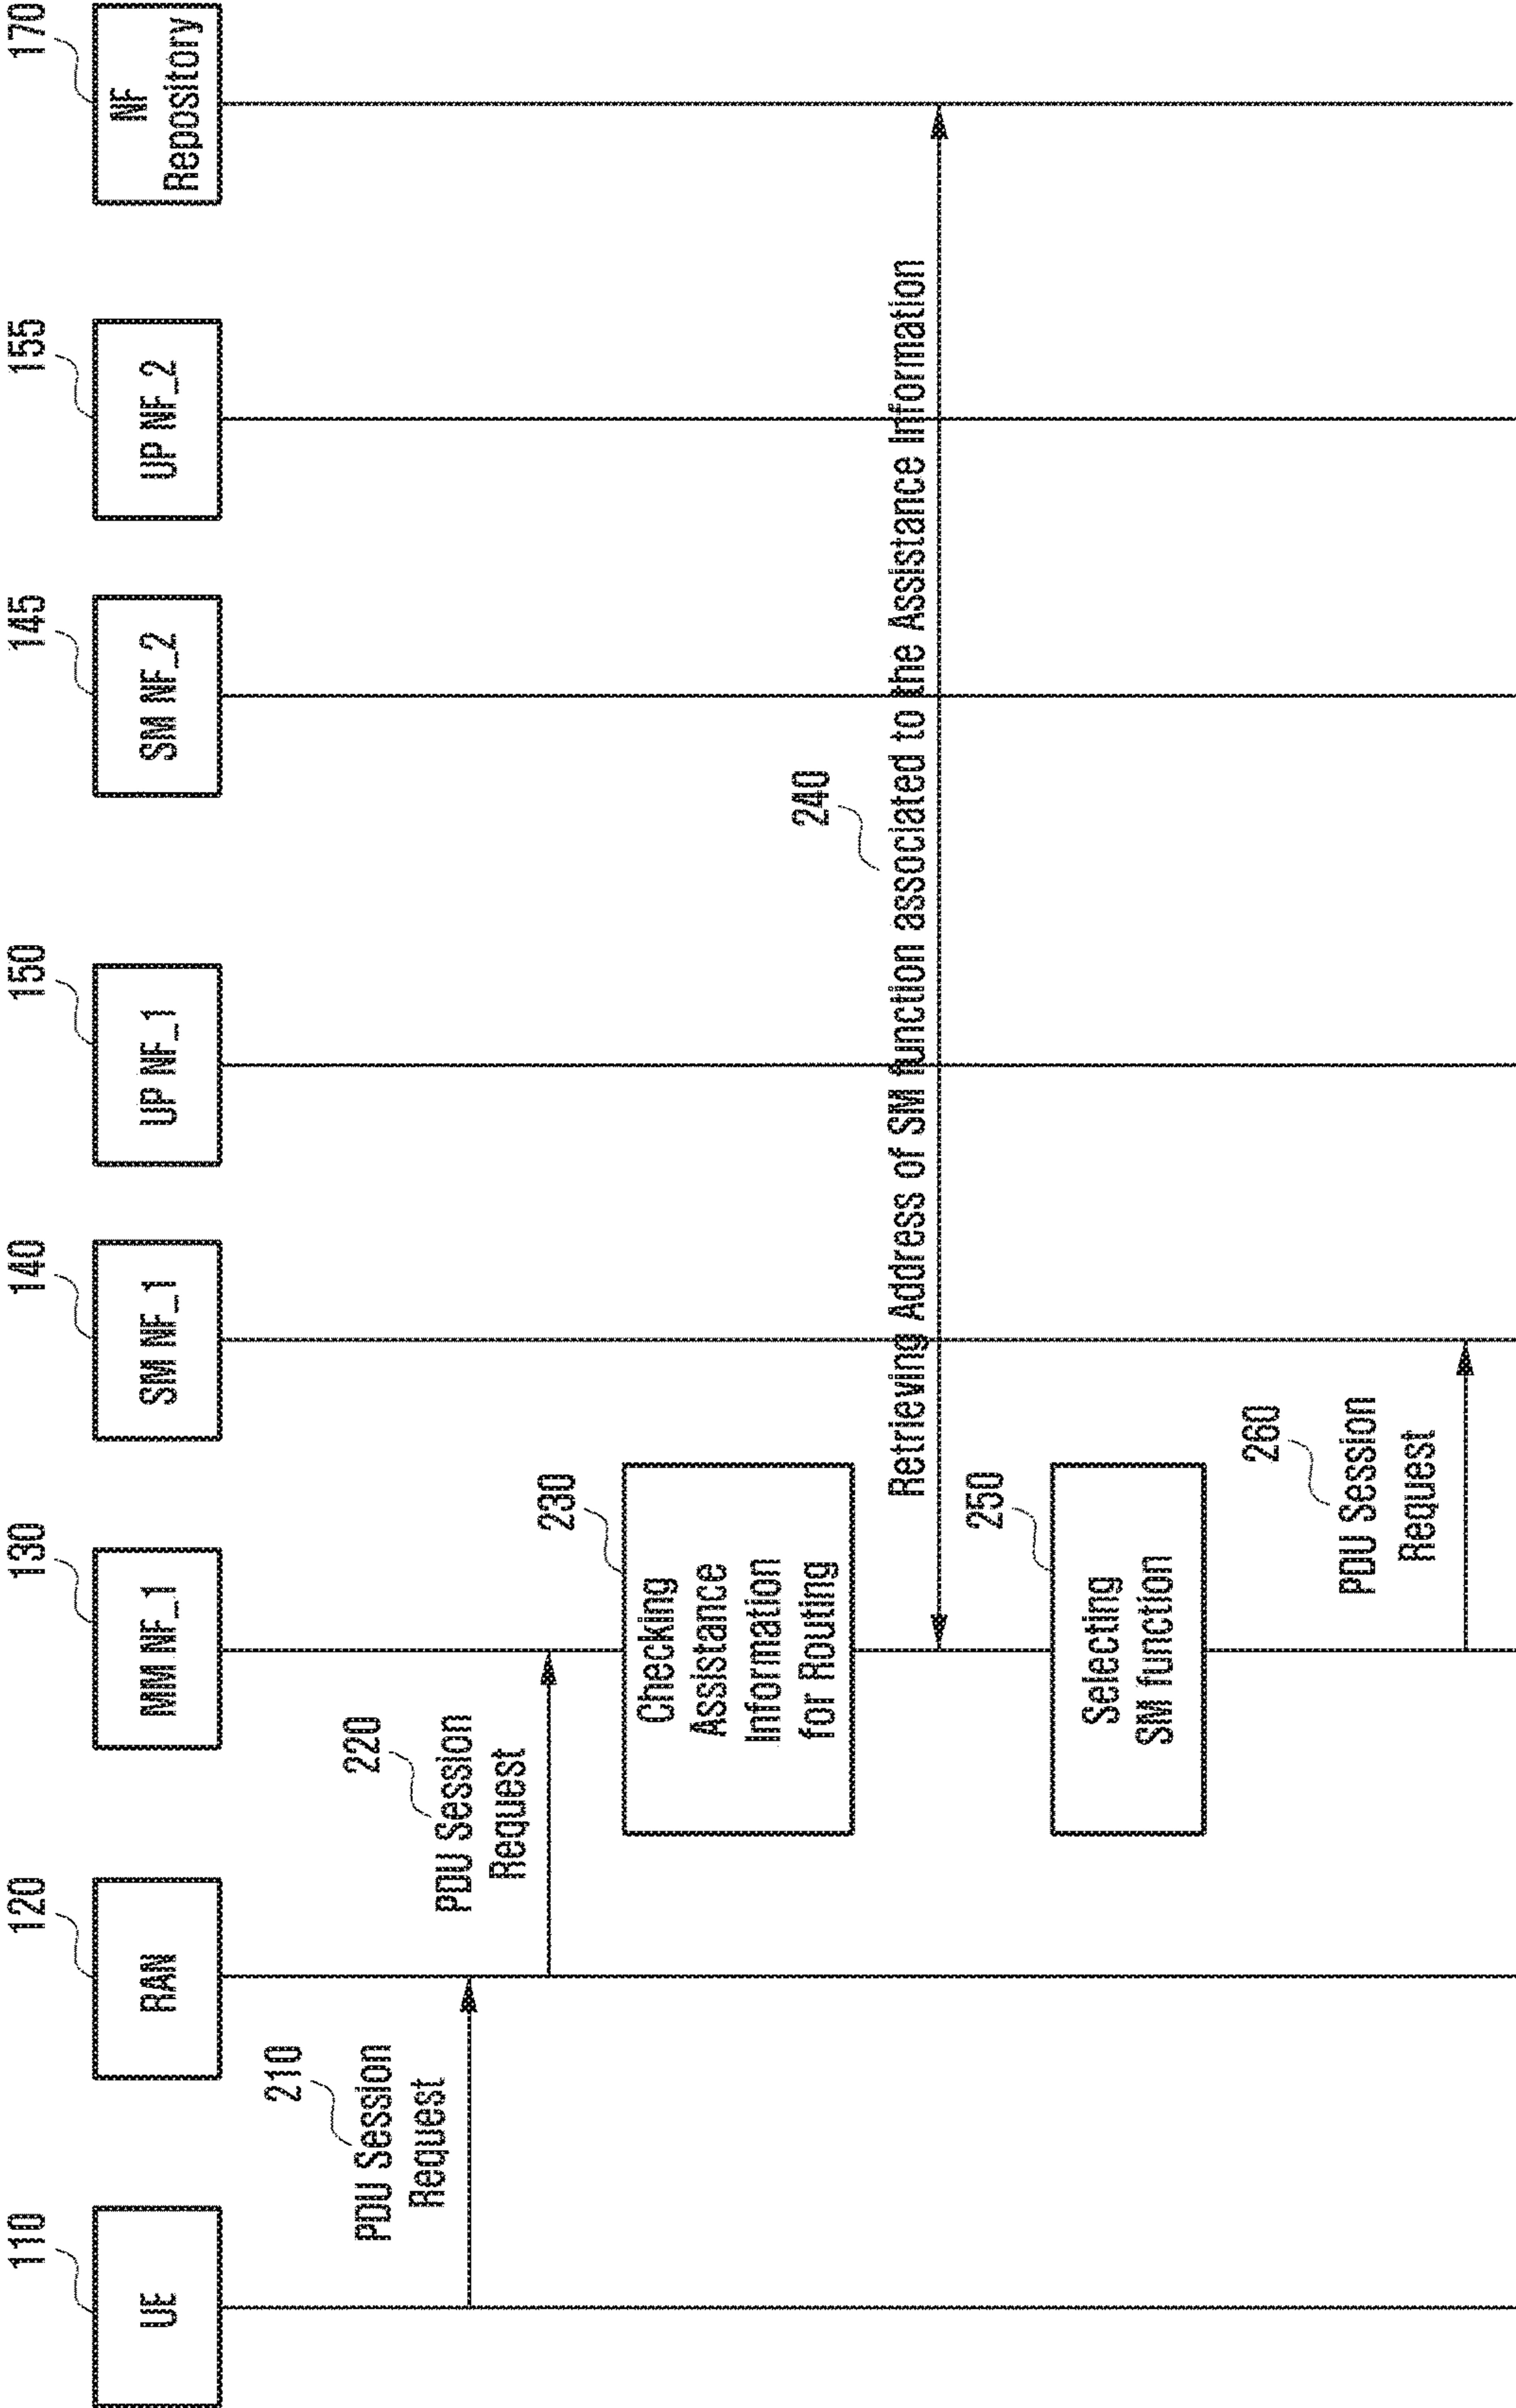 110
120
130
140
150
145
155
170
UE
RAN
MM NF_1
SM NF_1
UP NF_1
SM NF_2
UP NF_2
NF
Repository
210
PDU Session
Request
220
PDU Session
Request
230
Checking
Assistance
Information
for Routing
240
Retrieving Address of SM function associated to the Assistance Information
250
Selecting
SM function
260
PDU Session
Request